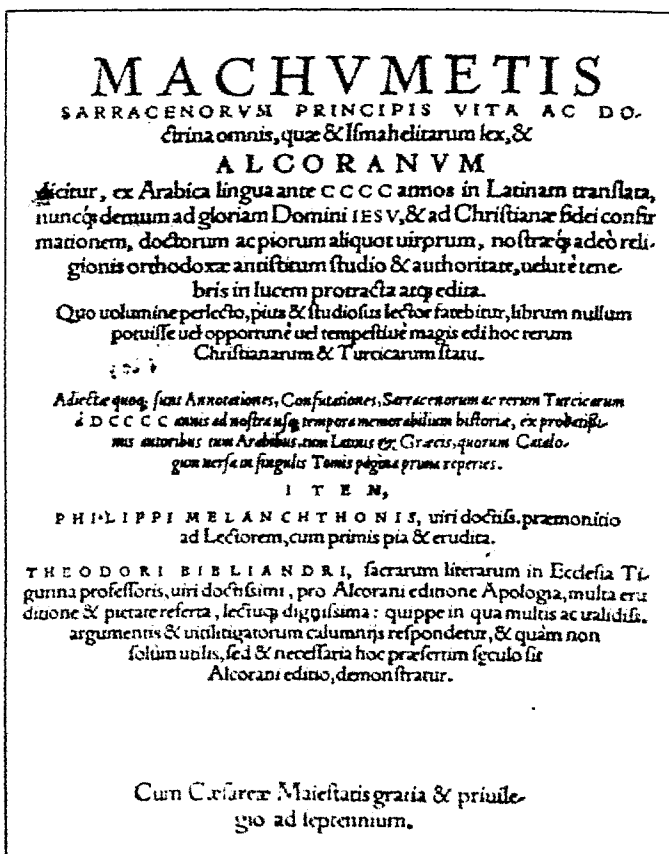 MACHVMETIS
SARRACENORVM PRINCIPIS VITA AC DO-
ctrina omnis, quæ & Ismahelitarum lex, &
ALCORANVM
dicitur, ex Arabica lingua ante CCCC annos in Latinam translata,
nuncq́ʒ demum ad gloriam Domini IESV, & ad Christianæ fidei confir
mationem, doctorum ac piorum aliquot uirorum, nostræq́ʒ adeò reli-
gionis orthodoxæ antistitum studio & authoritate, uelut è tene-
bris in lucem protracta atqʒ edita.
Quo uolumine perlecto, pius & studiosus lector fatebitur, librum nullum
potuisse uel opportunè uel tempestiuè magis edi hoc rerum
Christianarum & Turcicarum statu.
Adiectæ quoqʒ sunt Annotationes, Confutationes, Sarracenorum ac rerum Turcicarum
à DCCCC annis ad nostra usqʒ tempora memorabilium historiæ, ex probatissi-
mis autoribus tum Arabibus, tum Latinis & Græcis, quorum Catalo-
gum uersa in singulis Tomis pagina prima reperies.
ITEM,
PHILIPPI MELANCHTHONIS, uiri doctiss. præmonitio
ad Lectorem, cum primis pia & erudita.
THEODORI BIBLIANDRI, sacrarum literarum in Ecclesia Ti-
gurina professoris, uiri doctissimi, pro Alcorani editione Apologia, multa eru
ditione & pietate referta, lectuqʒ dignissima: quippe in qua multis ac ualidiss.
argumentis & uitilitigatorum calumnijs respondetur, & quàm non
solùm utilis, sed & necessaria hoc præsertim seculo sit
Alcorani editio, demonstratur.
Cum Cæsareæ Maiestatis gratia & priuile-
gio ad septennium.